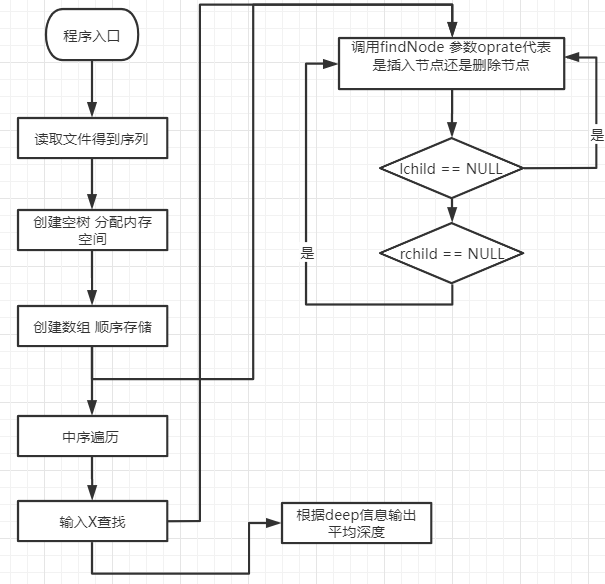 程序入口
读取文件得到序列
创建空树 分配内存
空间
创建数组 顺序存储
中序遍历
输入X查找
根据deep信息输出
平均深度
调用findNode 参数oprate代表
是插入节点还是删除节点
lchild == NULL
是
rchild == NULL
是